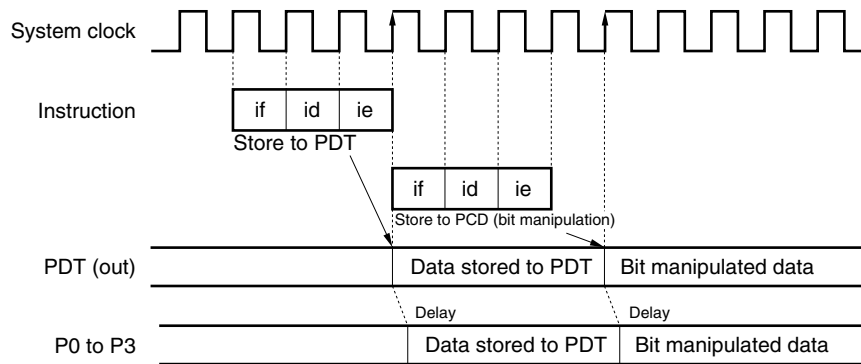 System clock
Instruction
if id ie
Store to PDT
if id ie
Store to PCD (bit manipulation)
PDT (out)
Data stored to PDT
Bit manipulated data
Delay
Delay
P0 to P3
Data stored to PDT
Bit manipulated data